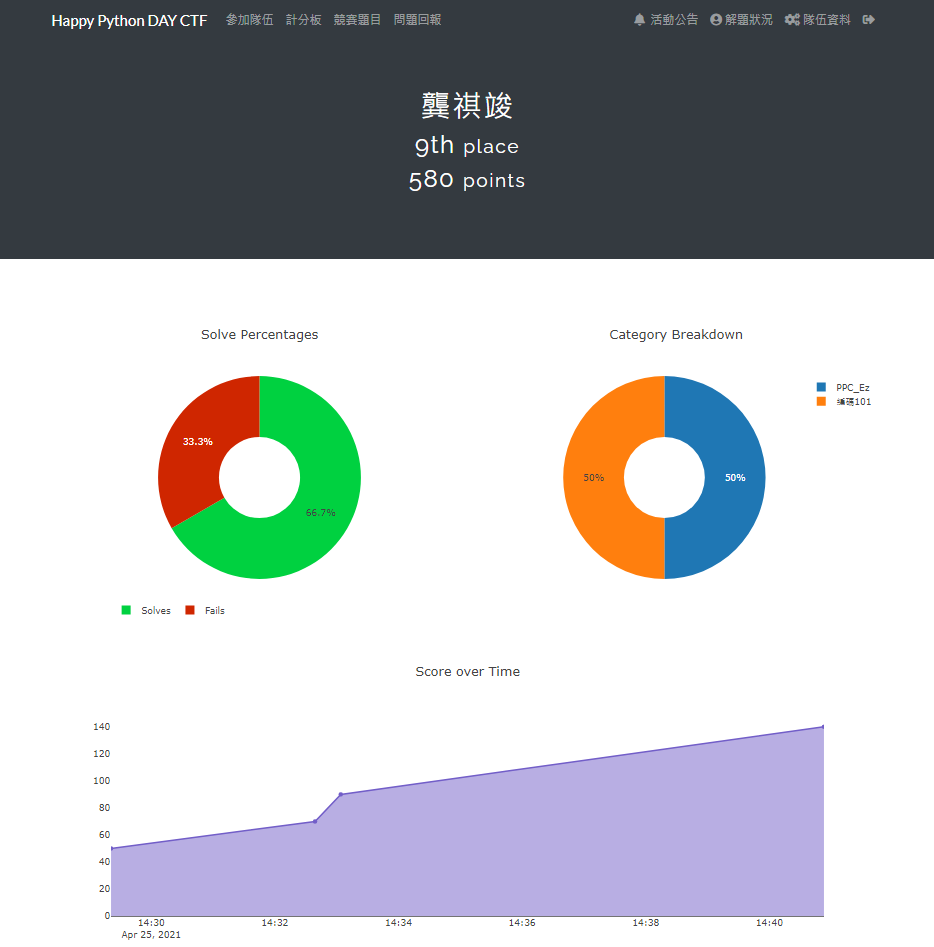 Happy Python DAY CTF 參加隊伍 計分板 競賽題目 問題回報 活動公告 解題狀況 隊伍資料
龔祺竣
9th place
580 points
Solve Percentages
33.3%
66.7%
Solves Fails
Category Breakdown
50%
50%
PPC_Ez
編碼101
Score over Time
140
120
100
80
60
40
20
0
14:30 14:32 14:34 14:36 14:38 14:40
Apr 25, 2021